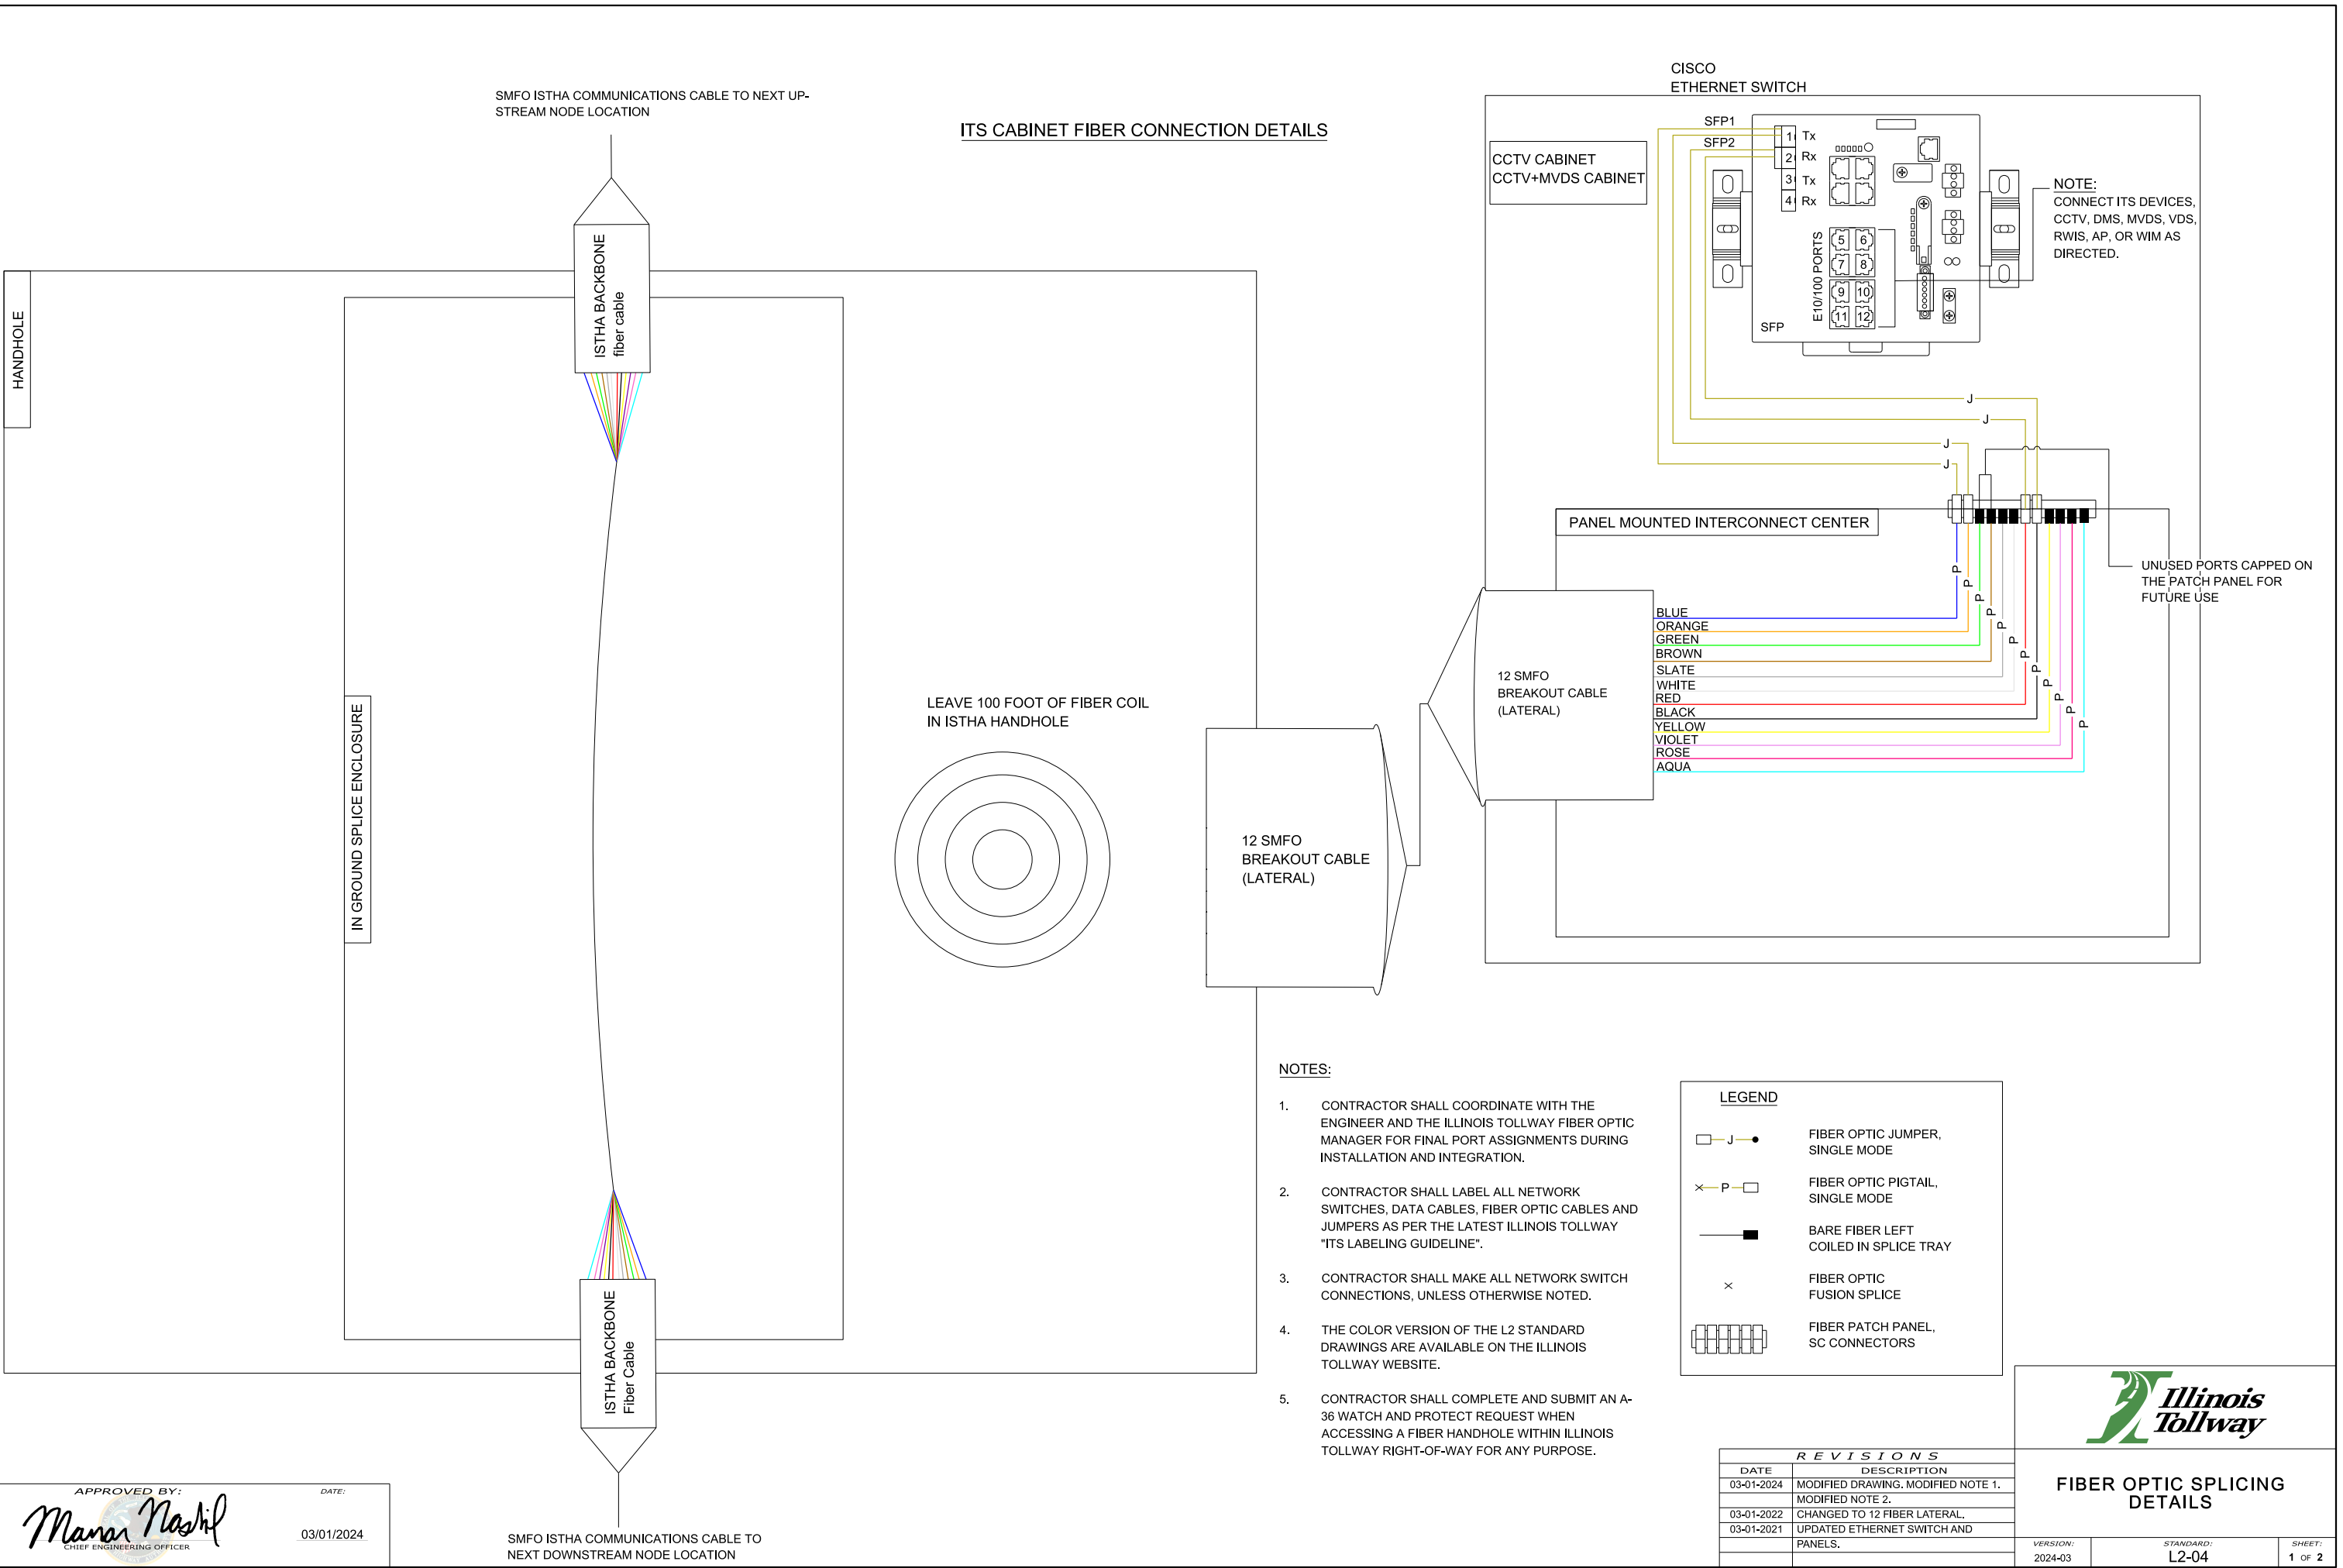 SMFO ISTHA COMMUNICATIONS CABLE TO NEXT UP-
STREAM NODE LOCATION
ITS CABINET FIBER CONNECTION DETAILS
CISCO
ETHERNET SWITCH
CCTV CABINET
CCTV+MVDS CABINET
SFP1
SFP2
1 Tx
2 Rx
3 Tx
4 Rx
E10/100 PORTS
5 6
7 8
9 10
11 12
SFP
NOTE:
CONNECT ITS DEVICES,
CCTV, DMS, MVDS, VDS,
RWIS, AP, OR WIM AS
DIRECTED.
HANDHOLE
ISTHA BACKBONE
fiber cable
IN GROUND SPLICE ENCLOSURE
LEAVE 100 FOOT OF FIBER COIL
IN ISTHA HANDHOLE
12 SMFO
BREAKOUT CABLE
(LATERAL)
J
J
J
J
PANEL MOUNTED INTERCONNECT CENTER
UNUSED PORTS CAPPED ON
THE PATCH PANEL FOR
FUTURE USE
P
P
P
P
P
P
P
P
P
P
P
P
12 SMFO
BREAKOUT CABLE
(LATERAL)
BLUE
ORANGE
GREEN
BROWN
SLATE
WHITE
RED
BLACK
YELLOW
VIOLET
ROSE
AQUA
ISTHA BACKBONE
Fiber Cable
SMFO ISTHA COMMUNICATIONS CABLE TO
NEXT DOWNSTREAM NODE LOCATION
NOTES:
1. CONTRACTOR SHALL COORDINATE WITH THE
ENGINEER AND THE ILLINOIS TOLLWAY FIBER OPTIC
MANAGER FOR FINAL PORT ASSIGNMENTS DURING
INSTALLATION AND INTEGRATION.
2. CONTRACTOR SHALL LABEL ALL NETWORK
SWITCHES, DATA CABLES, FIBER OPTIC CABLES AND
JUMPERS AS PER THE LATEST ILLINOIS TOLLWAY
"ITS LABELING GUIDELINE".
3. CONTRACTOR SHALL MAKE ALL NETWORK SWITCH
CONNECTIONS, UNLESS OTHERWISE NOTED.
4. THE COLOR VERSION OF THE L2 STANDARD
DRAWINGS ARE AVAILABLE ON THE ILLINOIS
TOLLWAY WEBSITE.
5. CONTRACTOR SHALL COMPLETE AND SUBMIT AN A-
36 WATCH AND PROTECT REQUEST WHEN
ACCESSING A FIBER HANDHOLE WITHIN ILLINOIS
TOLLWAY RIGHT-OF-WAY FOR ANY PURPOSE.
LEGEND
J FIBER OPTIC JUMPER,
SINGLE MODE
P FIBER OPTIC PIGTAIL,
SINGLE MODE
BARE FIBER LEFT
COILED IN SPLICE TRAY
FIBER OPTIC
FUSION SPLICE
FIBER PATCH PANEL,
SC CONNECTORS
APPROVED BY: DATE:
03/01/2024
CHIEF ENGINEERING OFFICER
REVISIONS
DATE DESCRIPTION
03-01-2024 MODIFIED DRAWING. MODIFIED NOTE 1.
MODIFIED NOTE 2.
03-01-2022 CHANGED TO 12 FIBER LATERAL.
03-01-2021 UPDATED ETHERNET SWITCH AND
PANELS.
Illinois
Tollway
FIBER OPTIC SPLICING
DETAILS
VERSION: STANDARD: SHEET:
2024-03 L2-04 1 OF 2